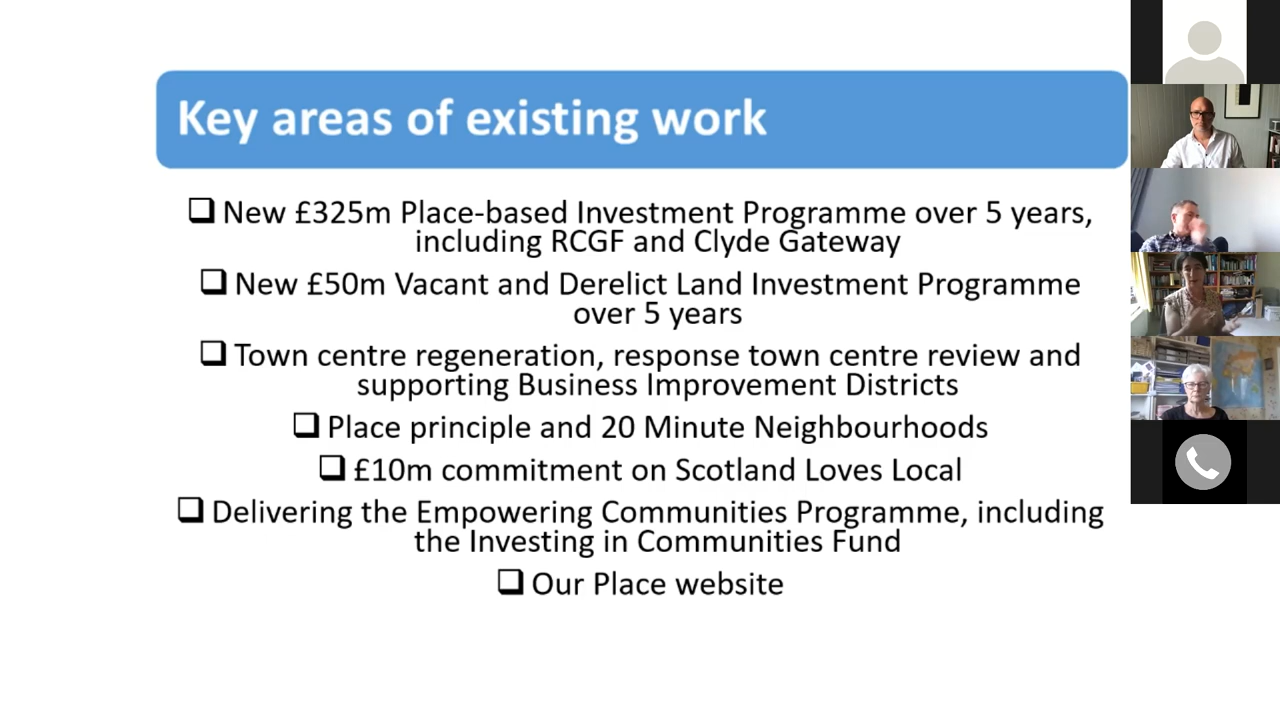 Key areas of existing work
❑ New £325m Place-based Investment Programme over 5 years,
including RCGF and Clyde Gateway
❑ New £50m Vacant and Derelict Land Investment Programme
over 5 years
❑ Town centre regeneration, response town centre review and
supporting Business Improvement Districts
❑ Place principle and 20 Minute Neighbourhoods
❑ £10m commitment on Scotland Loves Local
❑ Delivering the Empowering Communities Programme, including
the Investing in Communities Fund
❑ Our Place website